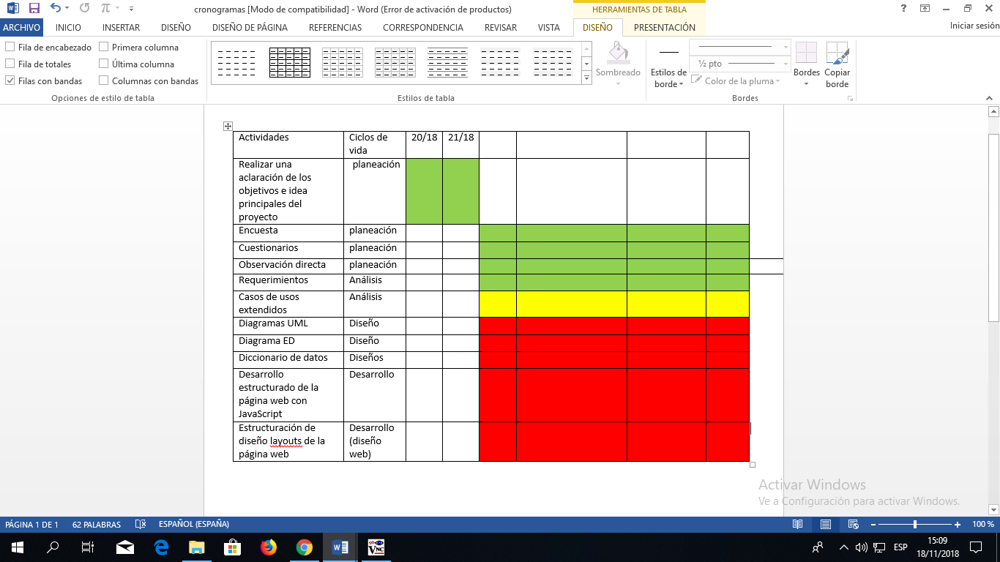 cronogramas [Modo de compatibilidad] - Word (Error de activación de productos)
HERRAMIENTAS DE TABLA
?
ARCHIVO INICIO INSERTAR DISEÑO DISEÑO DE PÁGINA REFERENCIAS CORRESPONDENCIA REVISAR VISTA DISEÑO PRESENTACIÓN Iniciar sesión
Fila de encabezado Primera columna
Fila de totales Última columna
Filas con bandas Columnas con bandas
Opciones de estilo de tabla
Estilos de tabla
Sombreado
Estilos de
borde
½ pto
Color de la pluma
Bordes
Copiar
borde
Bordes
Actividades
Ciclos de
vida
20/18
21/18
Realizar una
aclaración de los
objetivos e idea
principales del
proyecto
planeación
Encuesta planeación
Cuestionarios planeación
Observación directa planeación
Requerimientos Análisis
Casos de usos
extendidos
Análisis
Diagramas UML Diseño
Diagrama ED Diseño
Diccionario de datos Diseños
Desarrollo
estructurado de la
página web con
JavaScript
Desarrollo
Estructuración de
diseño layouts de la
página web
Desarrollo
(diseño
web)
Activar Windows
Ve a Configuración para activar Windows.
PÁGINA 1 DE 1 62 PALABRAS ESPAÑOL (ESPAÑA) 100 %
VNC
ESP
15:09
18/11/2018